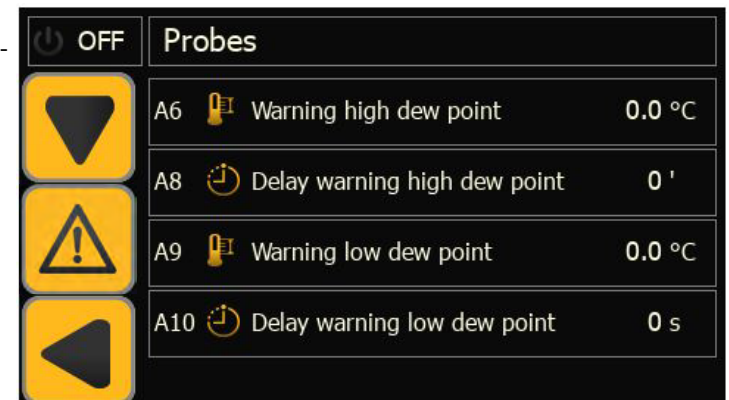 OFF Probes
A6 Warning high dew point 0.0 °C
A8 Delay warning high dew point 0 '
A9 Warning low dew point 0.0 °C
A10 Delay warning low dew point 0 s